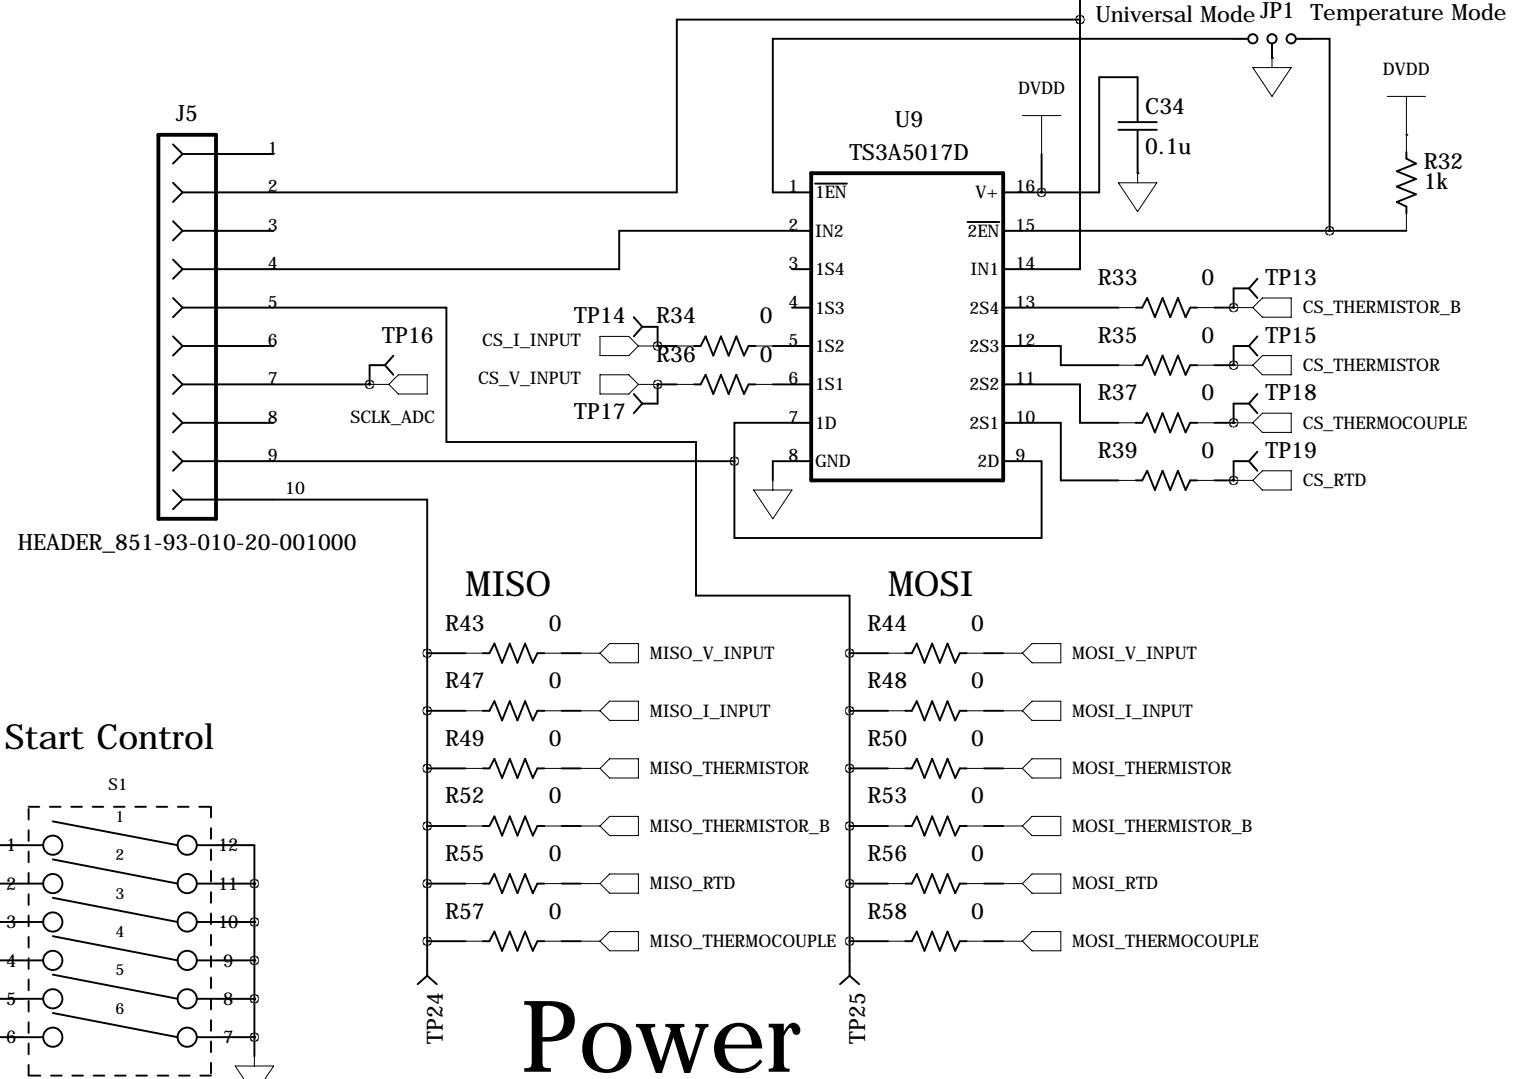 Universal Mode JP1 Temperature Mode
DVDD
DVDD
J5
C34
0.1u
U9
TS3A5017D
R32
1k
HEADER_851-93-010-20-001000
1
2
3
4
5
6
7
8
9
10
TP16
SCLK_ADC
TP14 R34 0
CS_I_INPUT
R36 0
CS_V_INPUT
TP17
1 1EN V+ 16
2 IN2 2EN 15
3 1S4 IN1 14
4 1S3 2S4 13
5 1S2 2S3 12
6 1S1 2S2 11
7 1D 2S1 10
8 GND 2D 9
R33 0 TP13
CS_THERMISTOR_B
R35 0 TP15
CS_THERMISTOR
R37 0 TP18
CS_THERMOCOUPLE
R39 0 TP19
CS_RTD
MISO
R43 0
MISO_V_INPUT
R47 0
MISO_I_INPUT
R49 0
MISO_THERMISTOR
R52 0
MISO_THERMISTOR_B
R55 0
MISO_RTD
R57 0
MISO_THERMOCOUPLE
TP24
MOSI
R44 0
MOSI_V_INPUT
R48 0
MOSI_I_INPUT
R50 0
MOSI_THERMISTOR
R53 0
MOSI_THERMISTOR_B
R56 0
MOSI_RTD
R58 0
MOSI_THERMOCOUPLE
TP25
Start Control
S1
1 1 12
2 2 11
3 3 10
4 4 9
5 5 8
6 6 7
Power